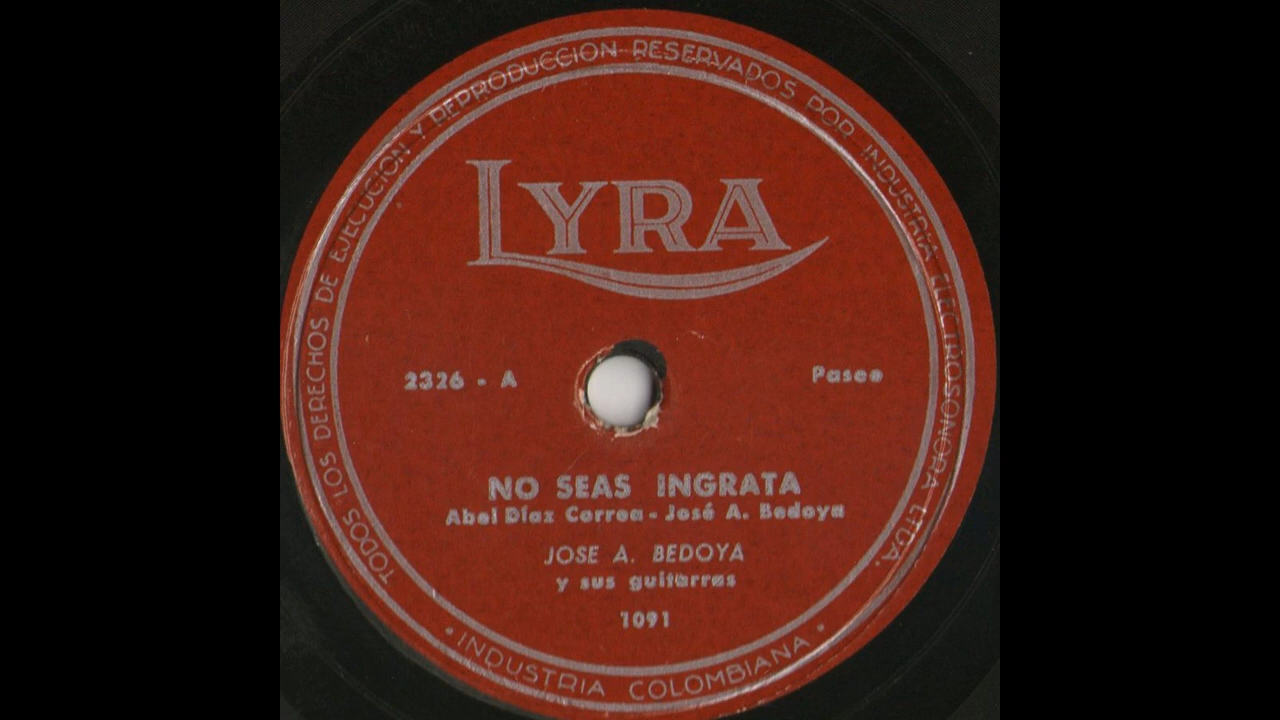 TODOS LOS DERECHOS DE EJECUCION Y REPRODUCCION RESERVADOS POR INDUSTRIA ELECTROSONORA LTDA.
LYRA
2326 - A
Paseo
NO SEAS INGRATA
Abel Díaz Correa - José A. Bedoya
JOSE A. BEDOYA
y sus guitarras
1091
• INDUSTRIA COLOMBIANA •